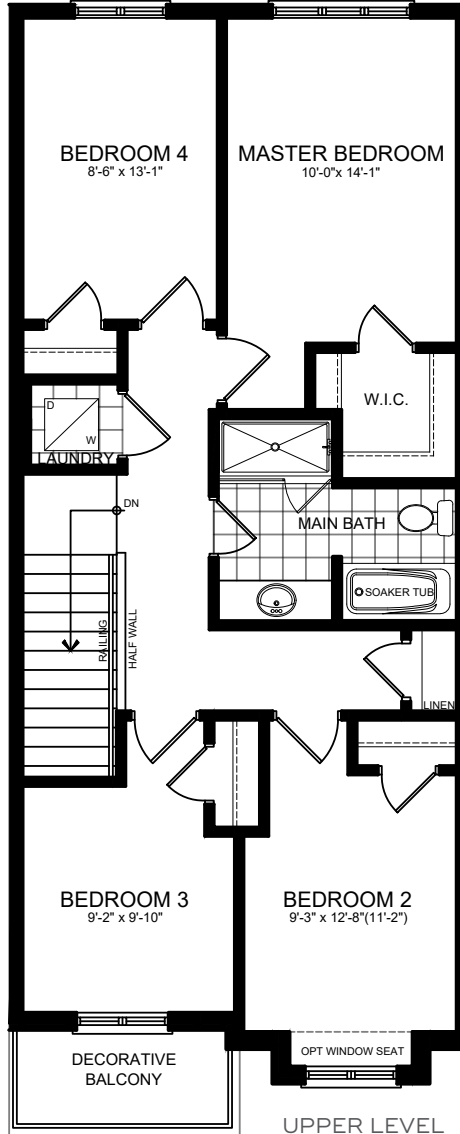 BEDROOM 4
8'-6" x 13'-1"
MASTER BEDROOM
10'-0"x 14'-1"
W.I.C.
D
W
LAUNDRY
DN
MAIN BATH
SOAKER TUB
RAILING
HALF WALL
LINEN
BEDROOM 3
9'-2" x 9'-10"
BEDROOM 2
9'-3" x 12'-8"(11'-2")
OPT WINDOW SEAT
DECORATIVE
BALCONY
UPPER LEVEL